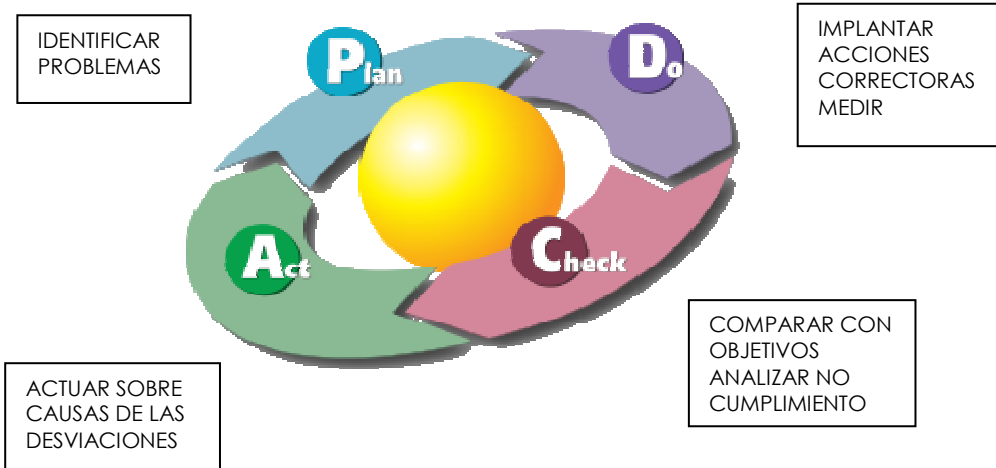 IDENTIFICAR
PROBLEMAS
Plan
Do
IMPLANTAR
ACCIONES
CORRECTORAS
MEDIR
Act
Check
ACTUAR SOBRE
CAUSAS DE LAS
DESVIACIONES
COMPARAR CON
OBJETIVOS
ANALIZAR NO
CUMPLIMIENTO